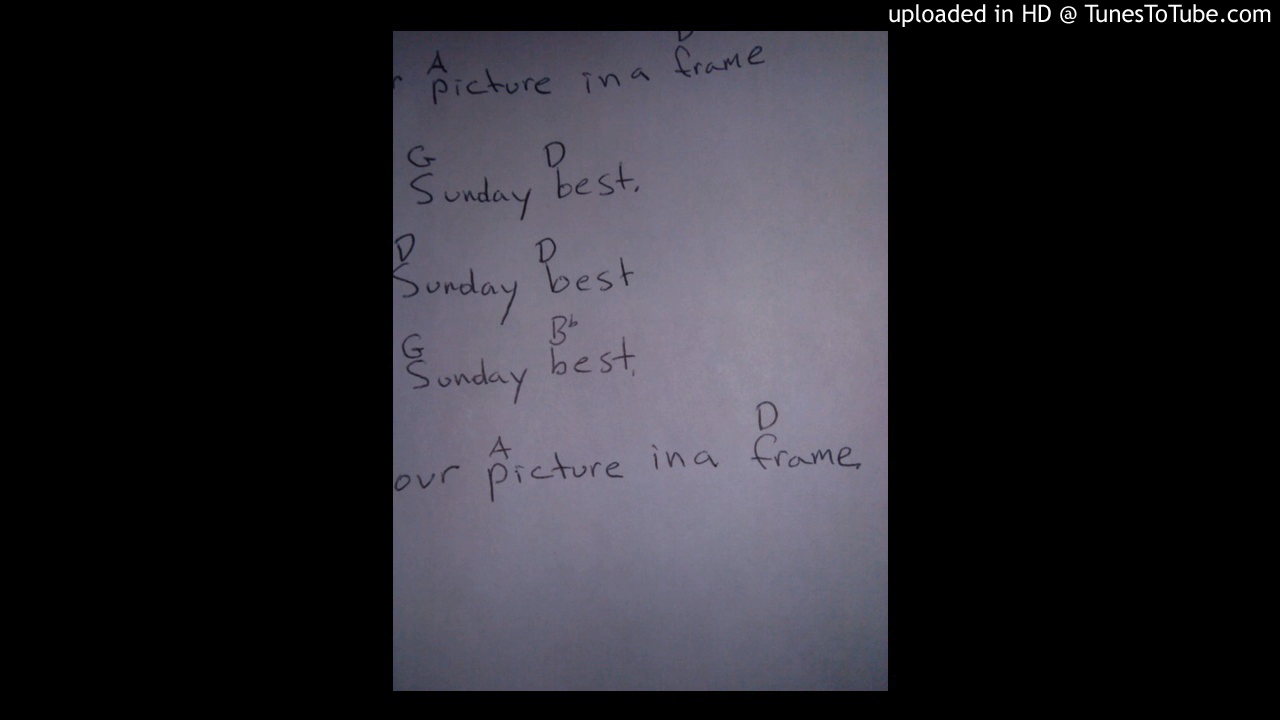 uploaded in HD @ TunesToTube.com
A
picture in a frame
G D
Sunday best.
D D
Sunday best
G B♭
Sunday best.
A D
our picture in a frame.